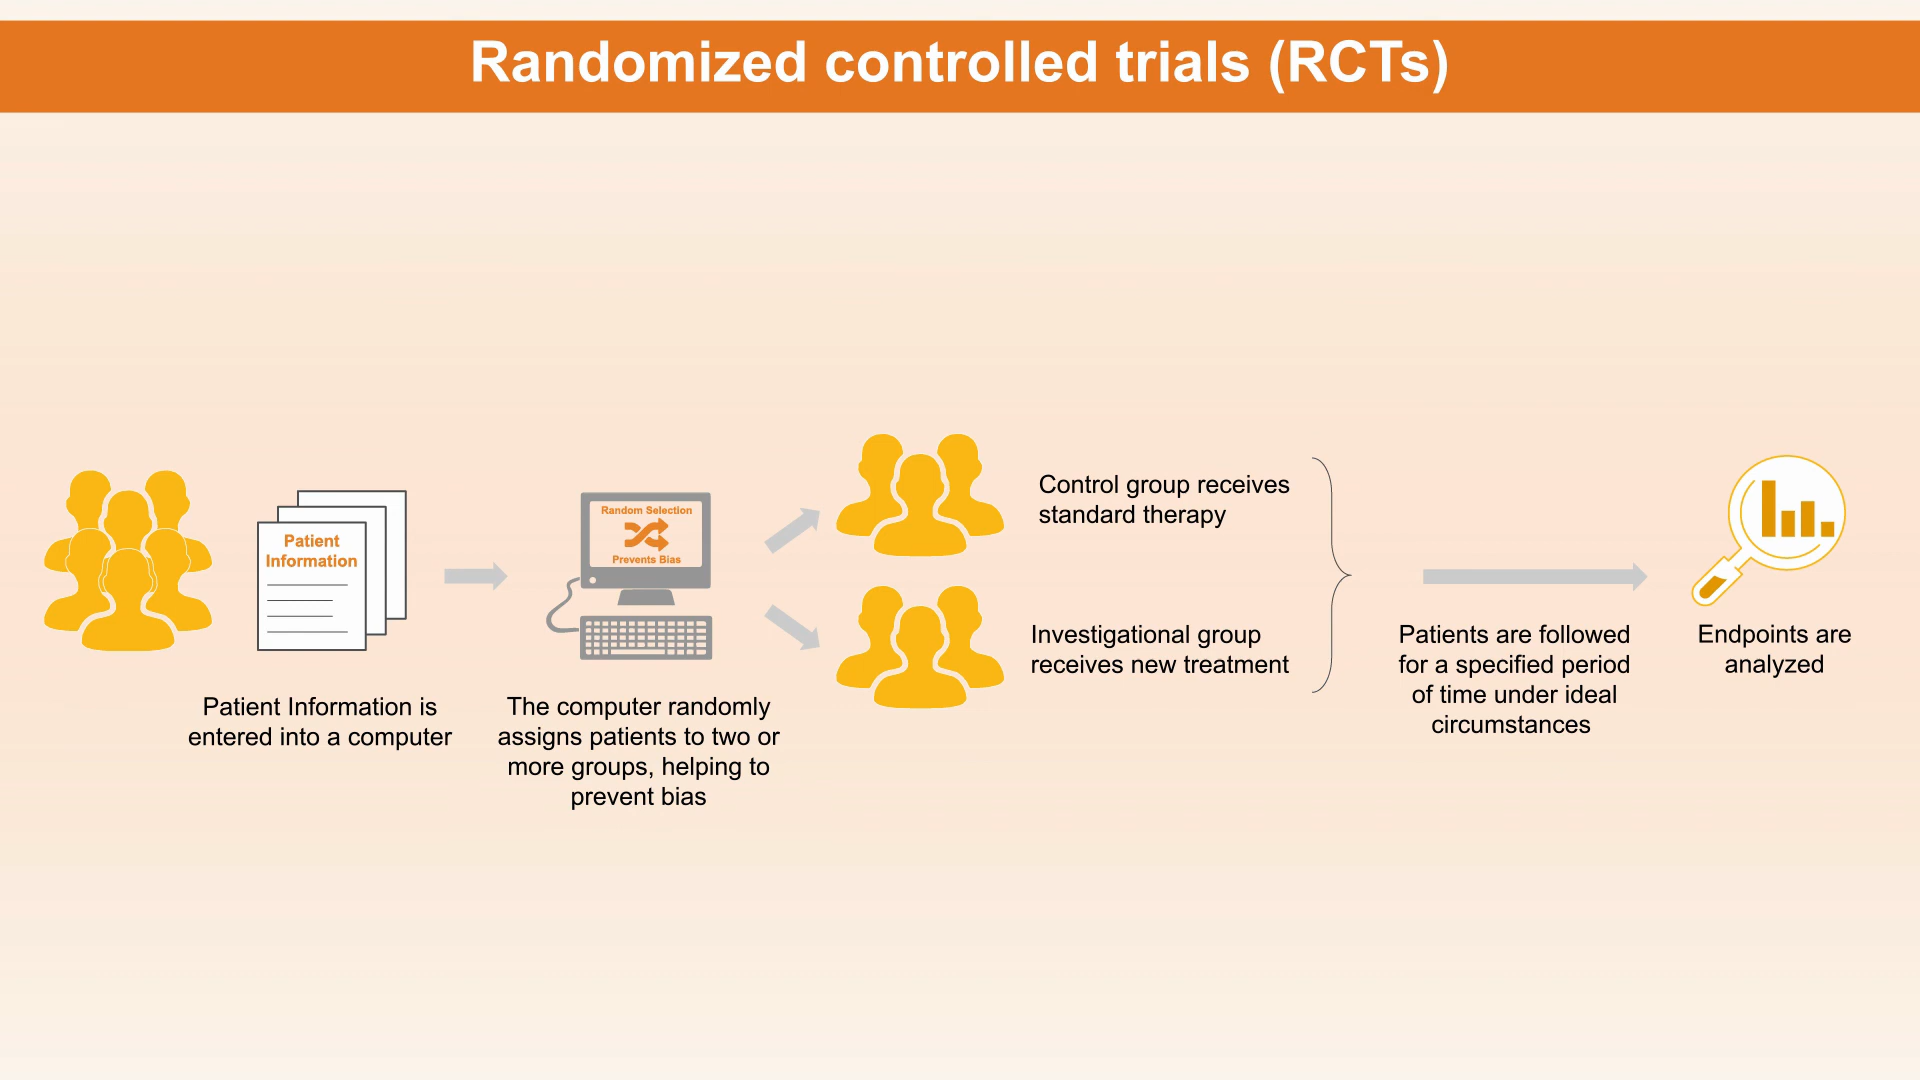 Randomized controlled trials (RCTs)
Patient
Information
Patient Information is
entered into a computer
Random Selection
Prevents Bias
The computer randomly
assigns patients to two or
more groups, helping to
prevent bias
Control group receives
standard therapy
Investigational group
receives new treatment
Patients are followed
for a specified period
of time under ideal
circumstances
Endpoints are
analyzed